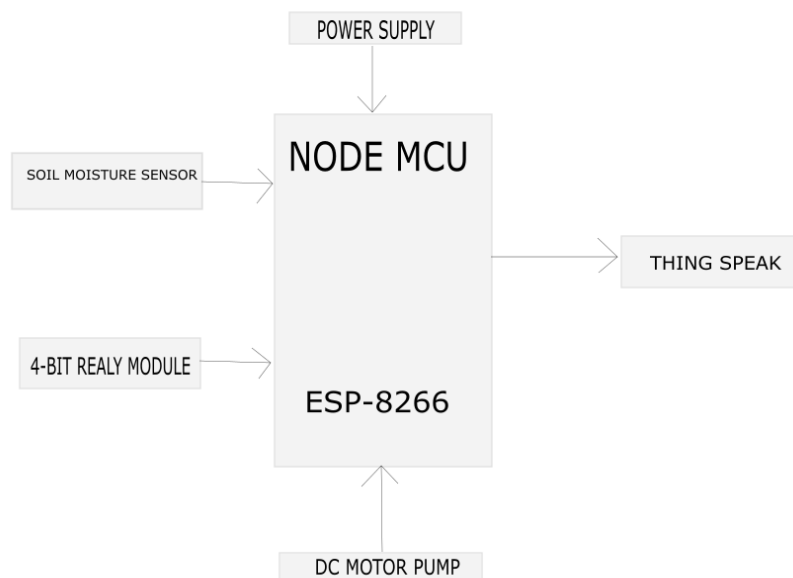 POWER SUPPLY
NODE MCU
SOIL MOISTURE SENSOR
THING SPEAK
4-BIT REALY MODULE
ESP-8266
DC MOTOR PUMP